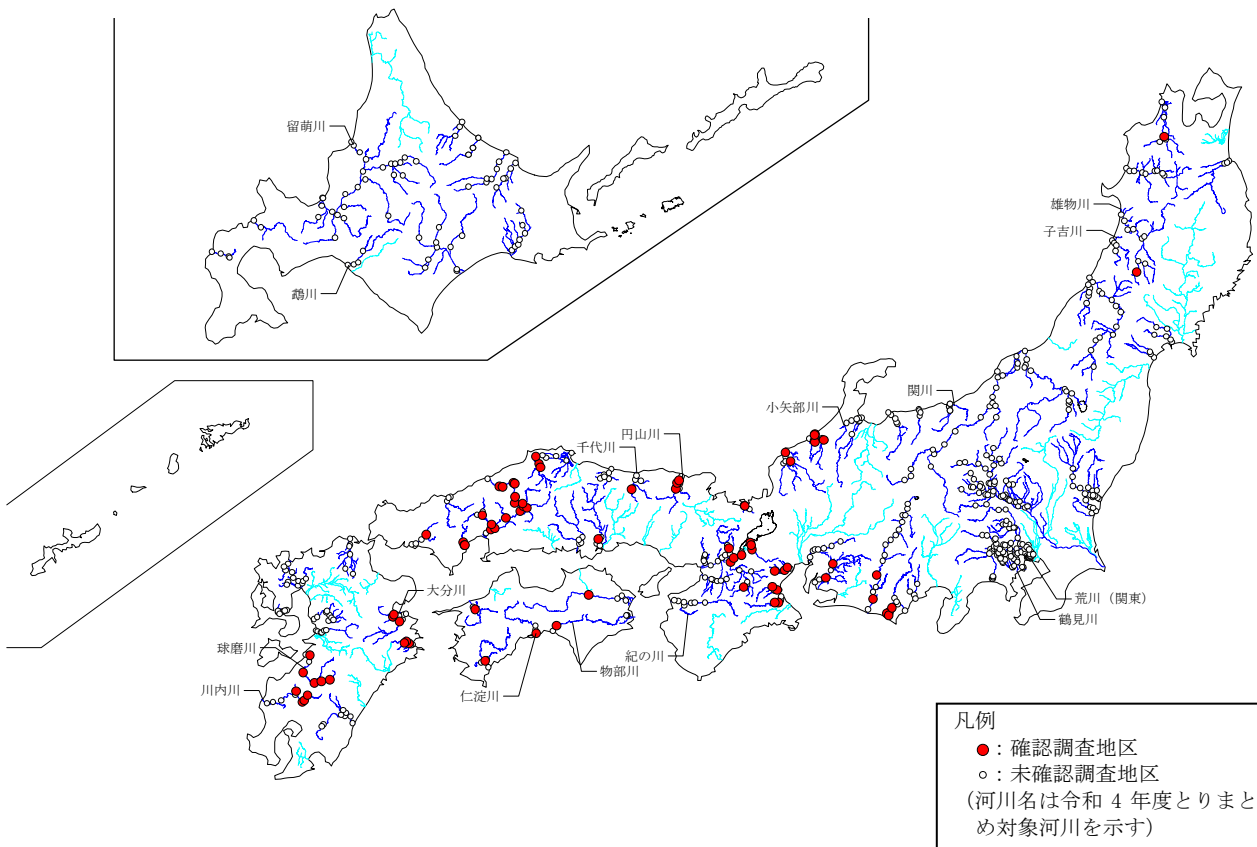 留萌川
鵡川
雄物川
子吉川
関川
小矢部川
円山川
千代川
大分川
球磨川
川内川
仁淀川
物部川
紀の川
荒川（関東）
鶴見川
凡例
●：確認調査地区
○：未確認調査地区
(河川名は令和 4 年度とりまと
め対象河川を示す)